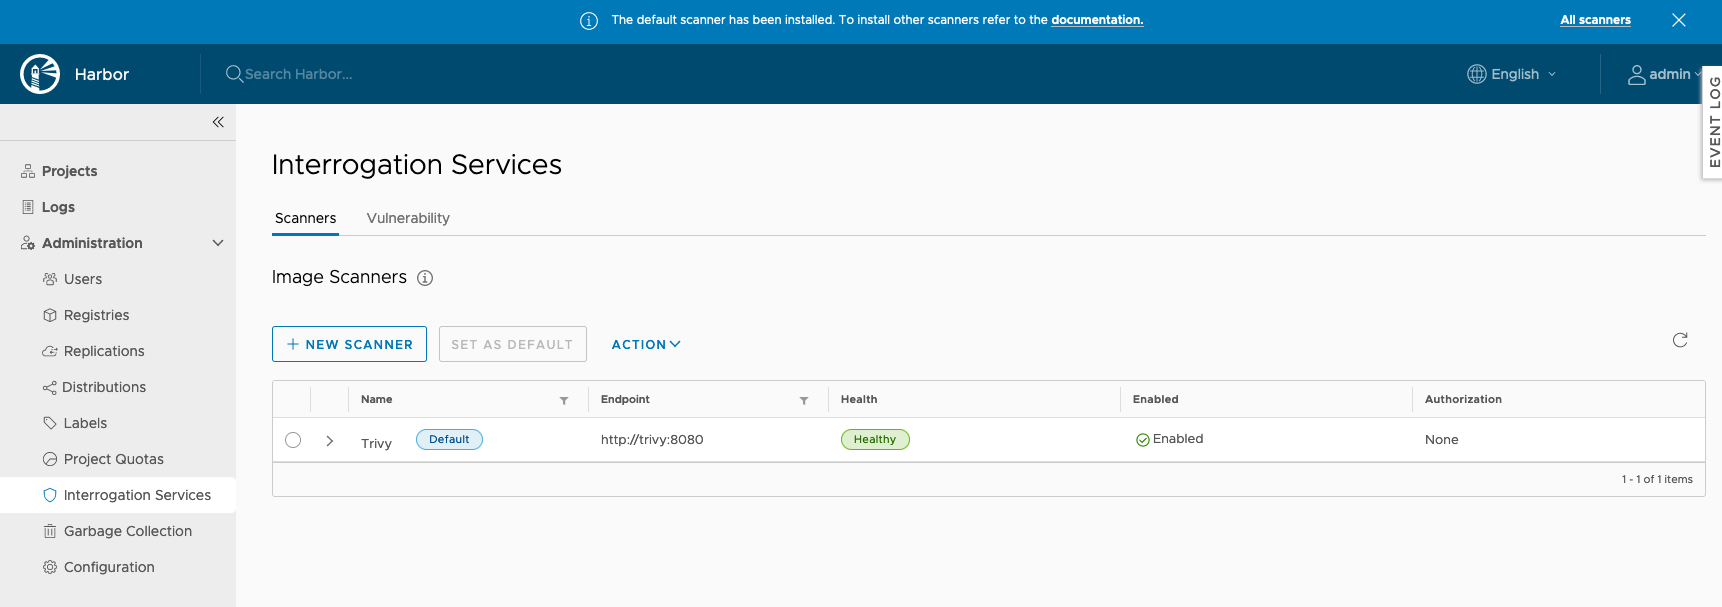 The default scanner has been installed. To install other scanners refer to the documentation.
All scanners
Harbor
Search Harbor...
English
admin
EVENT LOG
Projects
Logs
Administration
Users
Registries
Replications
Distributions
Labels
Project Quotas
Interrogation Services
Garbage Collection
Configuration
Interrogation Services
Scanners Vulnerability
Image Scanners
+ NEW SCANNER SET AS DEFAULT ACTION
Name Endpoint Health Enabled Authorization
Trivy Default http://trivy:8080 Healthy Enabled None
1 - 1 of 1 items